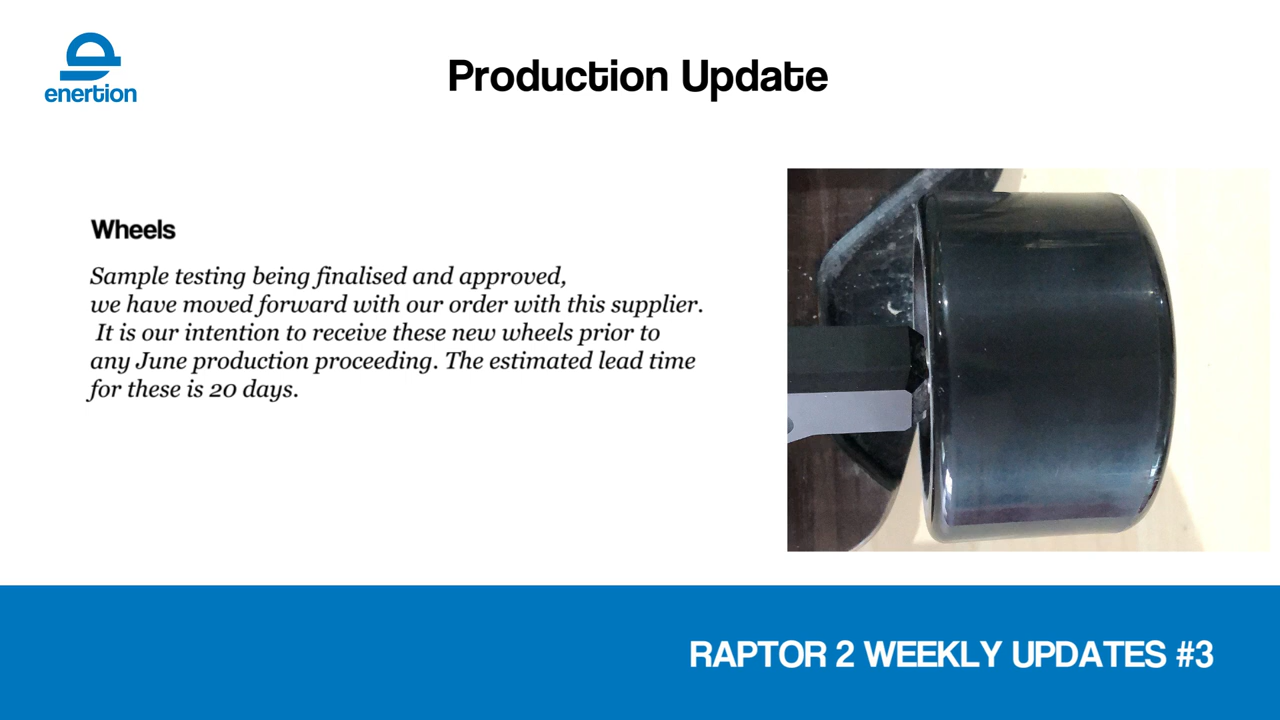 enertion
Production Update
Wheels
Sample testing being finalised and approved,
we have moved forward with our order with this supplier.
It is our intention to receive these new wheels prior to
any June production proceeding. The estimated lead time
for these is 20 days.
RAPTOR 2 WEEKLY UPDATES #3